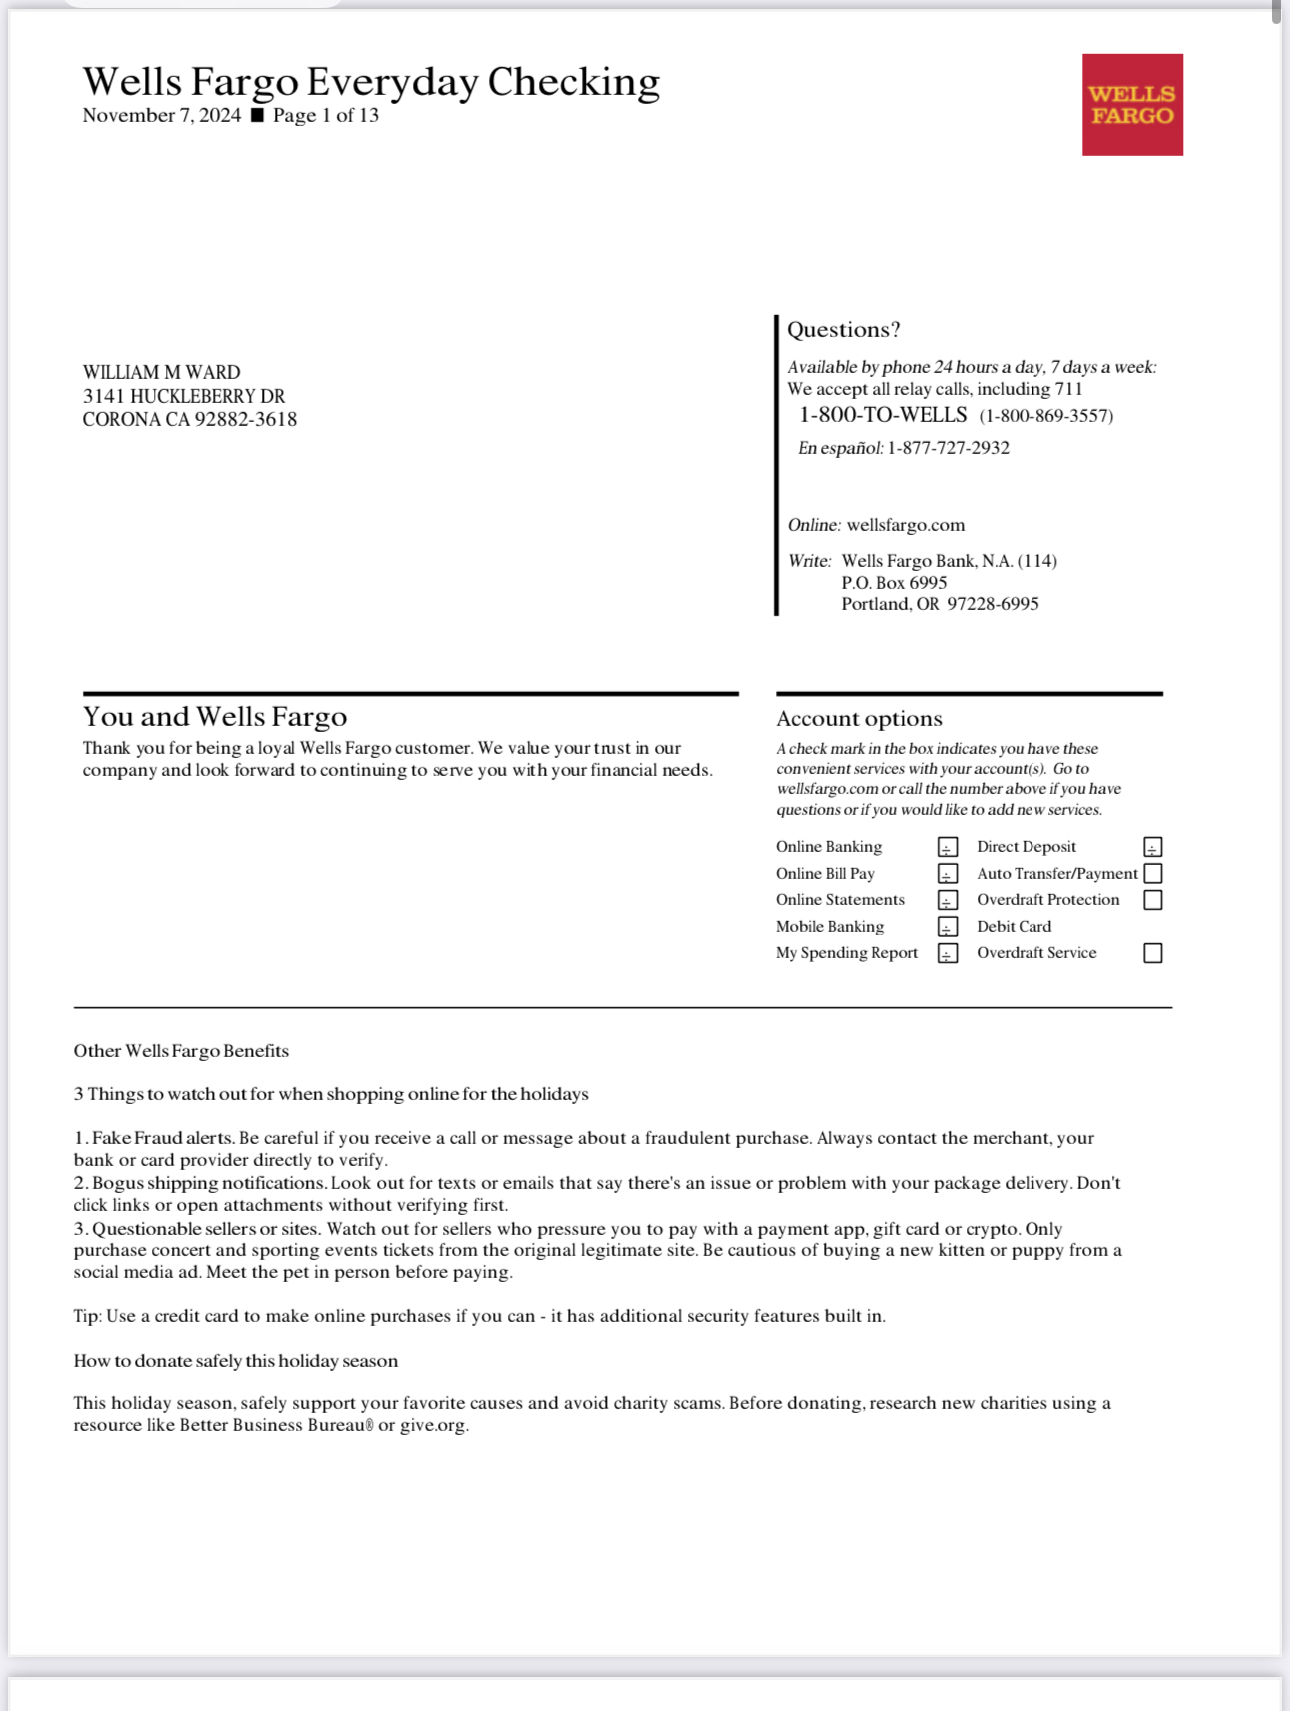 Wells Fargo Everyday Checking
November 7, 2024 ■ Page 1 of 13
WELLS
FARGO
WILLIAM M WARD
3141 HUCKLEBERRY DR
CORONA CA 92882-3618
Questions?
Available by phone 24 hours a day, 7 days a week:
We accept all relay calls, including 711
1-800-TO-WELLS (1-800-869-3557)
En español: 1-877-727-2932
Online: wellsfargo.com
Write: Wells Fargo Bank, N.A. (114)
P.O. Box 6995
Portland, OR 97228-6995
You and Wells Fargo
Thank you for being a loyal Wells Fargo customer. We value your trust in our
company and look forward to continuing to serve you with your financial needs.
Account options
A check mark in the box indicates you have these
convenient services with your account(s). Go to
wellsfargo.com or call the number above if you have
questions or if you would like to add new services.
Online Banking ÷ Direct Deposit ÷
Online Bill Pay ÷ Auto Transfer/Payment
Online Statements ÷ Overdraft Protection
Mobile Banking ÷ Debit Card
My Spending Report ÷ Overdraft Service
Other Wells Fargo Benefits
3 Things to watch out for when shopping online for the holidays
1. Fake Fraud alerts. Be careful if you receive a call or message about a fraudulent purchase. Always contact the merchant, your
bank or card provider directly to verify.
2. Bogus shipping notifications. Look out for texts or emails that say there's an issue or problem with your package delivery. Don't
click links or open attachments without verifying first.
3. Questionable sellers or sites. Watch out for sellers who pressure you to pay with a payment app, gift card or crypto. Only
purchase concert and sporting events tickets from the original legitimate site. Be cautious of buying a new kitten or puppy from a
social media ad. Meet the pet in person before paying.
Tip: Use a credit card to make online purchases if you can - it has additional security features built in.
How to donate safely this holiday season
This holiday season, safely support your favorite causes and avoid charity scams. Before donating, research new charities using a
resource like Better Business Bureau® or give.org.